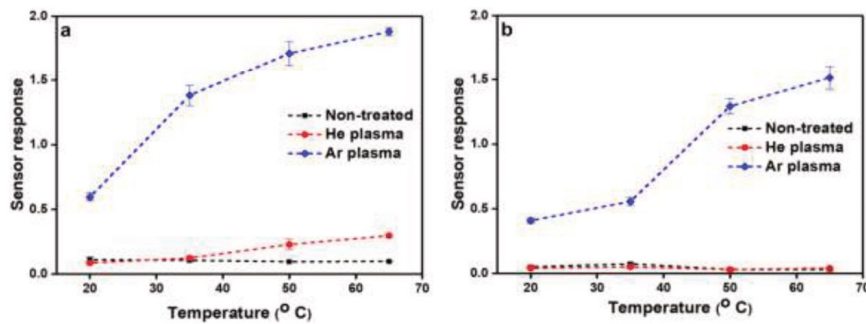 a
2.0
1.5
1.0
0.5
0.0
Sensor response
Non-treated
He plasma
Ar plasma
20 30 40 50 60 70
Temperature (° C)
b
2.0
1.5
1.0
0.5
0.0
Sensor response
Non-treated
He plasma
Ar plasma
20 30 40 50 60 70
Temperature (° C)